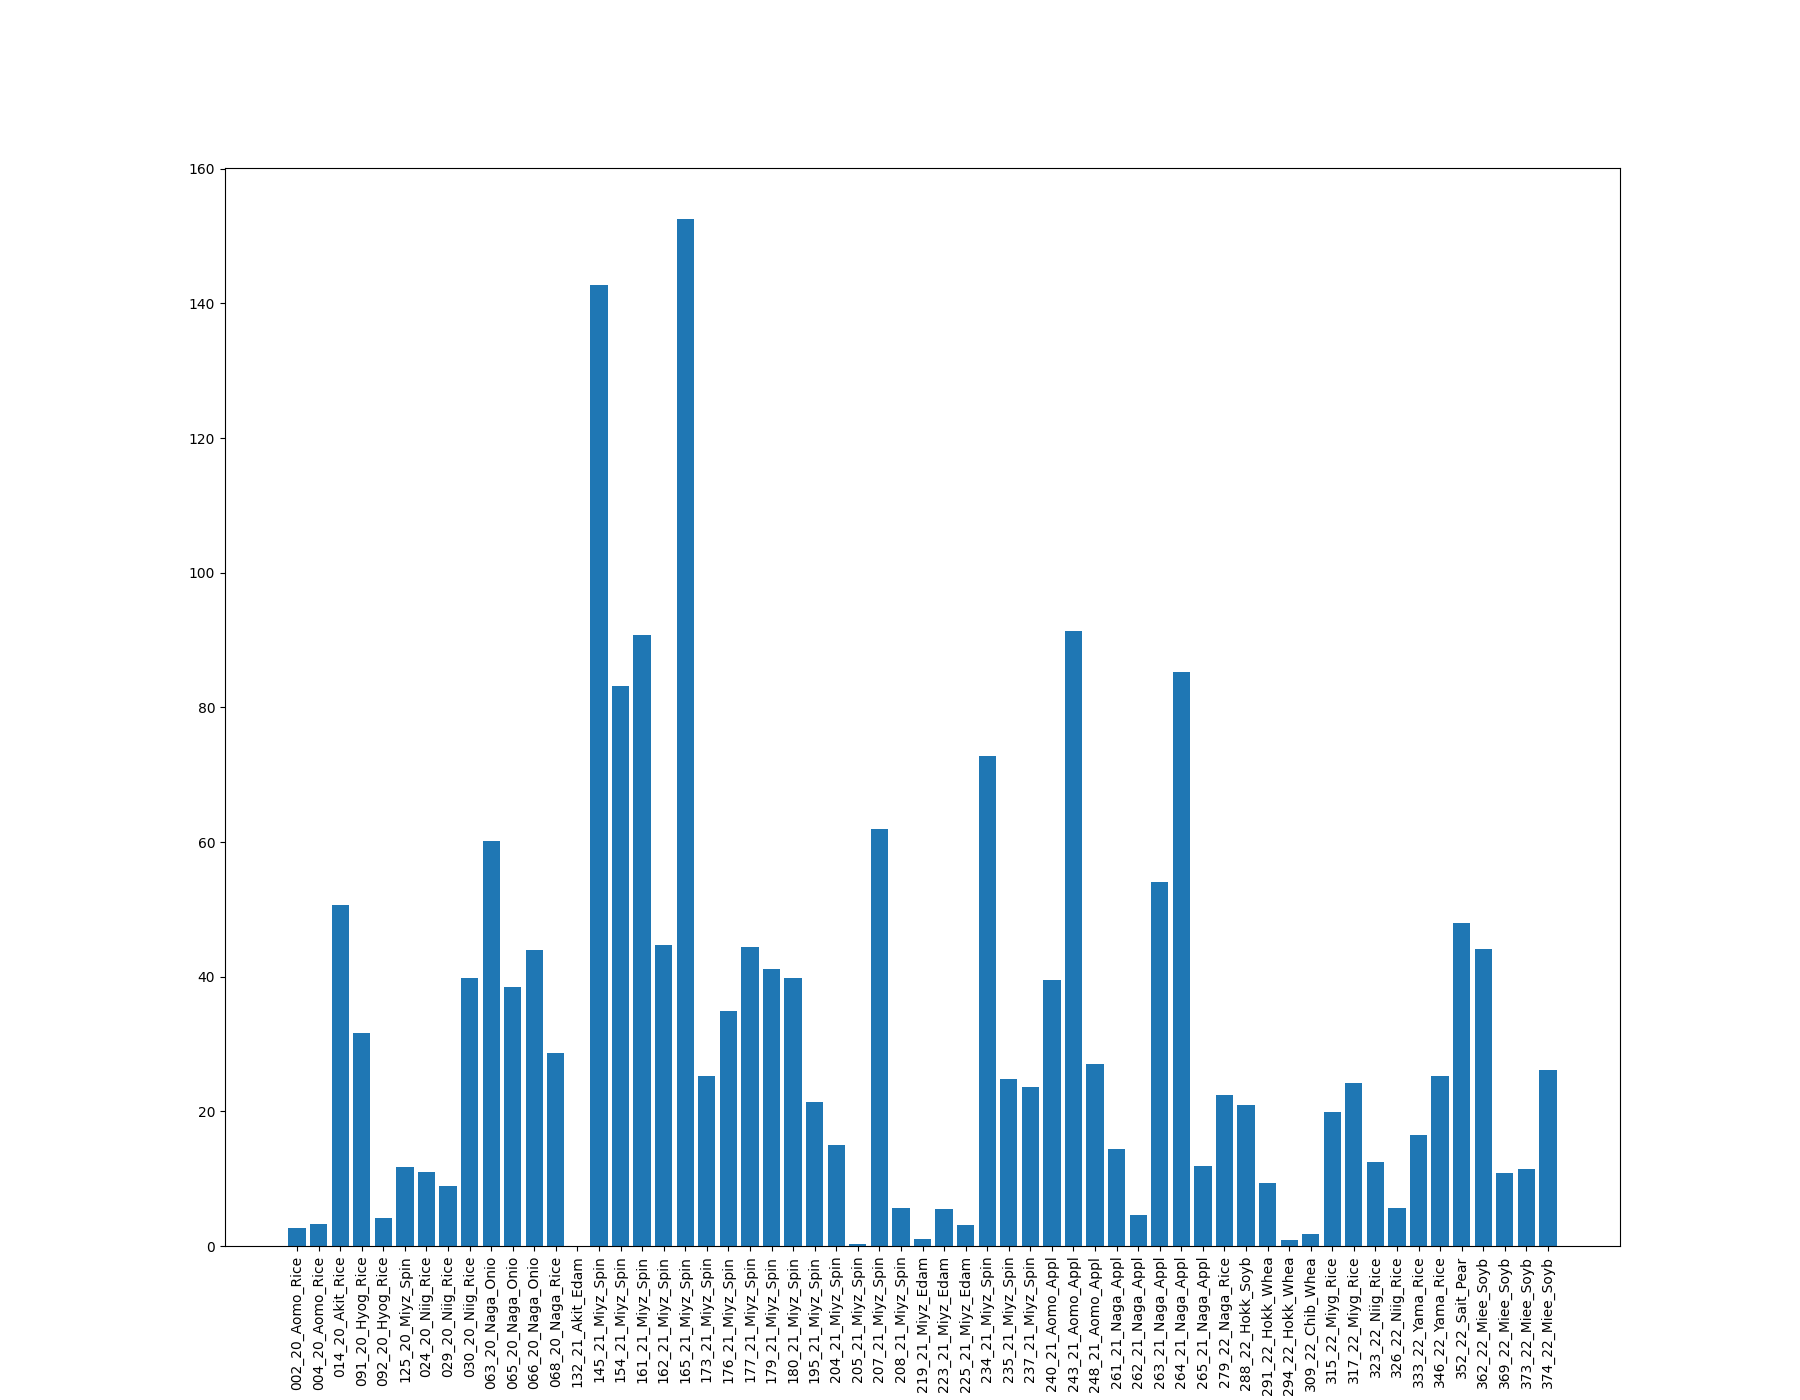 160
140
120
100
80
60
40
20
0
002_20_Aomo_Rice
004_20_Aomo_Rice
014_20_Akit_Rice
091_20_Hyog_Rice
092_20_Hyog_Rice
125_20_Miyz_Spin
024_20_Niig_Rice
029_20_Niig_Rice
030_20_Niig_Rice
063_20_Naga_Onio
065_20_Naga_Onio
066_20_Naga_Onio
068_20_Naga_Rice
132_21_Akit_Edam
145_21_Miyz_Spin
154_21_Miyz_Spin
161_21_Miyz_Spin
162_21_Miyz_Spin
165_21_Miyz_Spin
173_21_Miyz_Spin
176_21_Miyz_Spin
177_21_Miyz_Spin
179_21_Miyz_Spin
180_21_Miyz_Spin
195_21_Miyz_Spin
204_21_Miyz_Spin
205_21_Miyz_Spin
207_21_Miyz_Spin
208_21_Miyz_Spin
219_21_Miyz_Edam
223_21_Miyz_Edam
225_21_Miyz_Edam
234_21_Miyz_Spin
235_21_Miyz_Spin
237_21_Miyz_Spin
240_21_Aomo_Appl
243_21_Aomo_Appl
248_21_Aomo_Appl
261_21_Naga_Appl
262_21_Naga_Appl
263_21_Naga_Appl
264_21_Naga_Appl
265_21_Naga_Appl
279_22_Naga_Rice
288_22_Hokk_Soyb
291_22_Hokk_Whea
294_22_Hokk_Whea
309_22_Chib_Whea
315_22_Miyg_Rice
317_22_Miyg_Rice
323_22_Niig_Rice
326_22_Niig_Rice
333_22_Yama_Rice
346_22_Yama_Rice
352_22_Sait_Pear
362_22_Miee_Soyb
369_22_Miee_Soyb
373_22_Miee_Soyb
374_22_Miee_Soyb